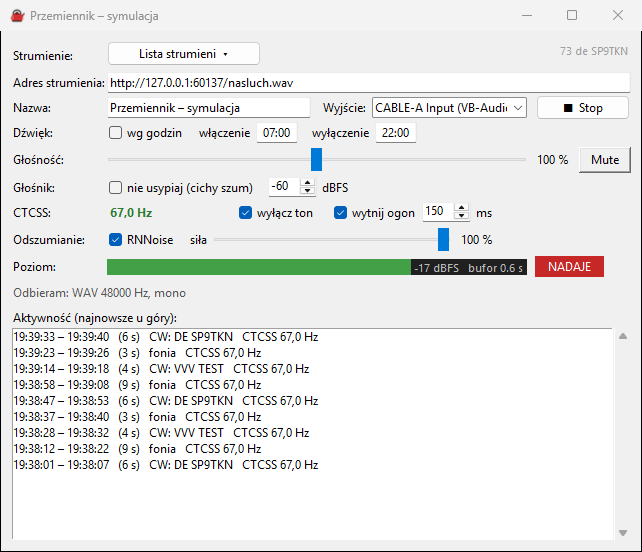 Przemiennik – symulacja
Strumienie: Lista strumieni 73 de SP9TKN
Adres strumienia: http://127.0.0.1:60137/nasluch.wav
Nazwa: Przemiennik – symulacja Wyjście: CABLE-A Input (VB-Audio Stop
Dźwięk: wg godzin włączenie 07:00 wyłączenie 22:00
Głośność: 100 % Mute
Głośnik: nie usypiaj (cichy szum) -60 dBFS
CTCSS: 67,0 Hz wyłącz ton wytnij ogon 150 ms
Odszumianie: RNNoise siła 100 %
Poziom: -17 dBFS bufor 0.6 s NADAJE
Odbieram: WAV 48000 Hz, mono
Aktywność (najnowsze u góry):
19:39:33 – 19:39:40 (6 s) CW: DE SP9TKN CTCSS 67,0 Hz
19:39:23 – 19:39:26 (3 s) fonia CTCSS 67,0 Hz
19:39:14 – 19:39:18 (4 s) CW: VVV TEST CTCSS 67,0 Hz
19:38:58 – 19:39:08 (9 s) fonia CTCSS 67,0 Hz
19:38:47 – 19:38:53 (6 s) CW: DE SP9TKN CTCSS 67,0 Hz
19:38:37 – 19:38:40 (3 s) fonia CTCSS 67,0 Hz
19:38:28 – 19:38:32 (4 s) CW: VVV TEST CTCSS 67,0 Hz
19:38:12 – 19:38:22 (9 s) fonia CTCSS 67,0 Hz
19:38:01 – 19:38:07 (6 s) CW: DE SP9TKN CTCSS 67,0 Hz